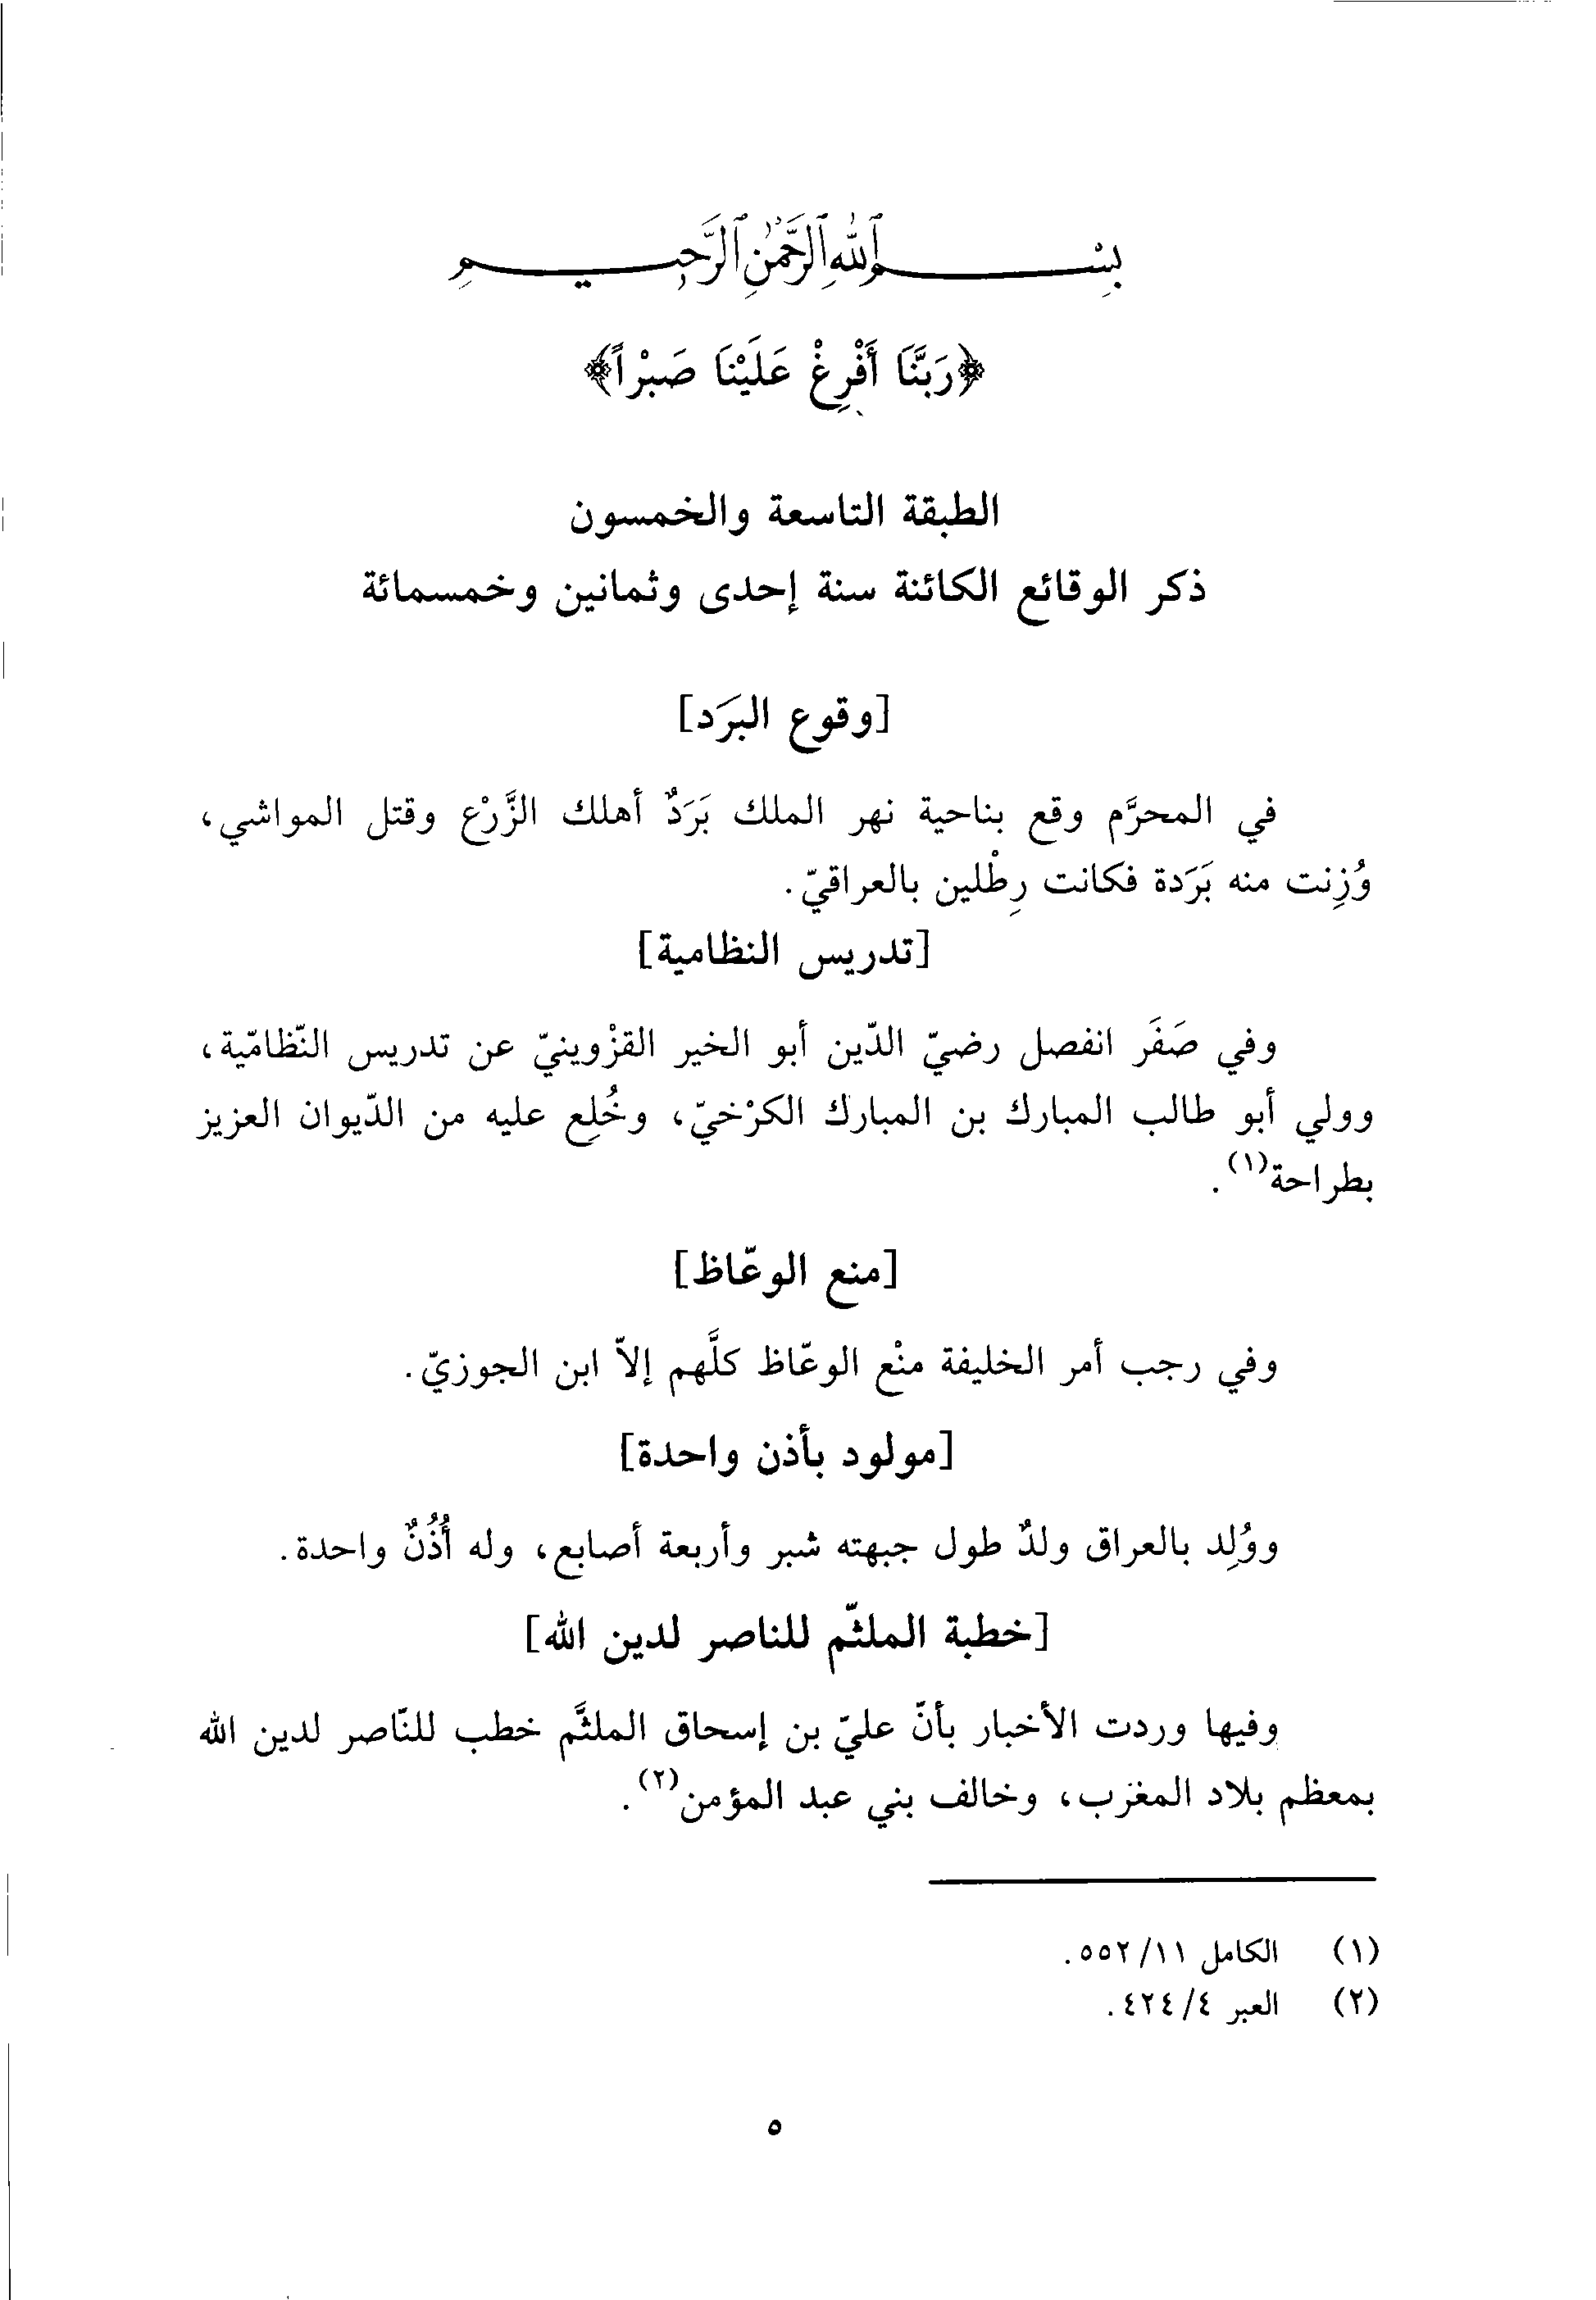 بِسْمِ ٱللَّهِ ٱلرَّحْمَٰنِ ٱلرَّحِيمِ
﴿رَبَّنَا أَفْرِغْ عَلَيْنَا صَبْراً﴾
الطبقة التاسعة والخمسون
ذكر الوقائع الكائنة سنة إحدى وثمانين وخمسمائة
[وقوع البرَد]
في المحرَّم وقع بناحية نهر الملك بَرَدٌ أهلك الزَّرْع وقتل المواشي،
وُزِنت منه بَرَدة فكانت رِطْلين بالعراقيّ.
[تدريس النظامية]
وفي صَفَر انفصل رضيّ الدّين أبو الخير القزْوينيّ عن تدريس النّظاميّة،
وولي أبو طالب المبارك بن المبارك الكرْخيّ، وخُلِع عليه من الدّيوان العزيز
بطراحة(١).
[منع الوعّاظ]
وفي رجب أمر الخليفة منْع الوعّاظ كلَّهم إلاّ ابن الجوزيّ.
[مولود بأذن واحدة]
ووُلِد بالعراق ولدٌ طول جبهته شبر وأربعة أصابع، وله أُذُنٌ واحدة.
[خطبة الملثّم للناصر لدين الله]
وفيها وردت الأخبار بأنّ عليّ بن إسحاق الملثَّم خطب للنّاصر لدين الله
بمعظم بلاد المغرب، وخالف بني عبد المؤمن(٢).
(١) الكامل ١١/ ٥٥٢.
(٢) العبر ٤/ ٤٢٤.
٥